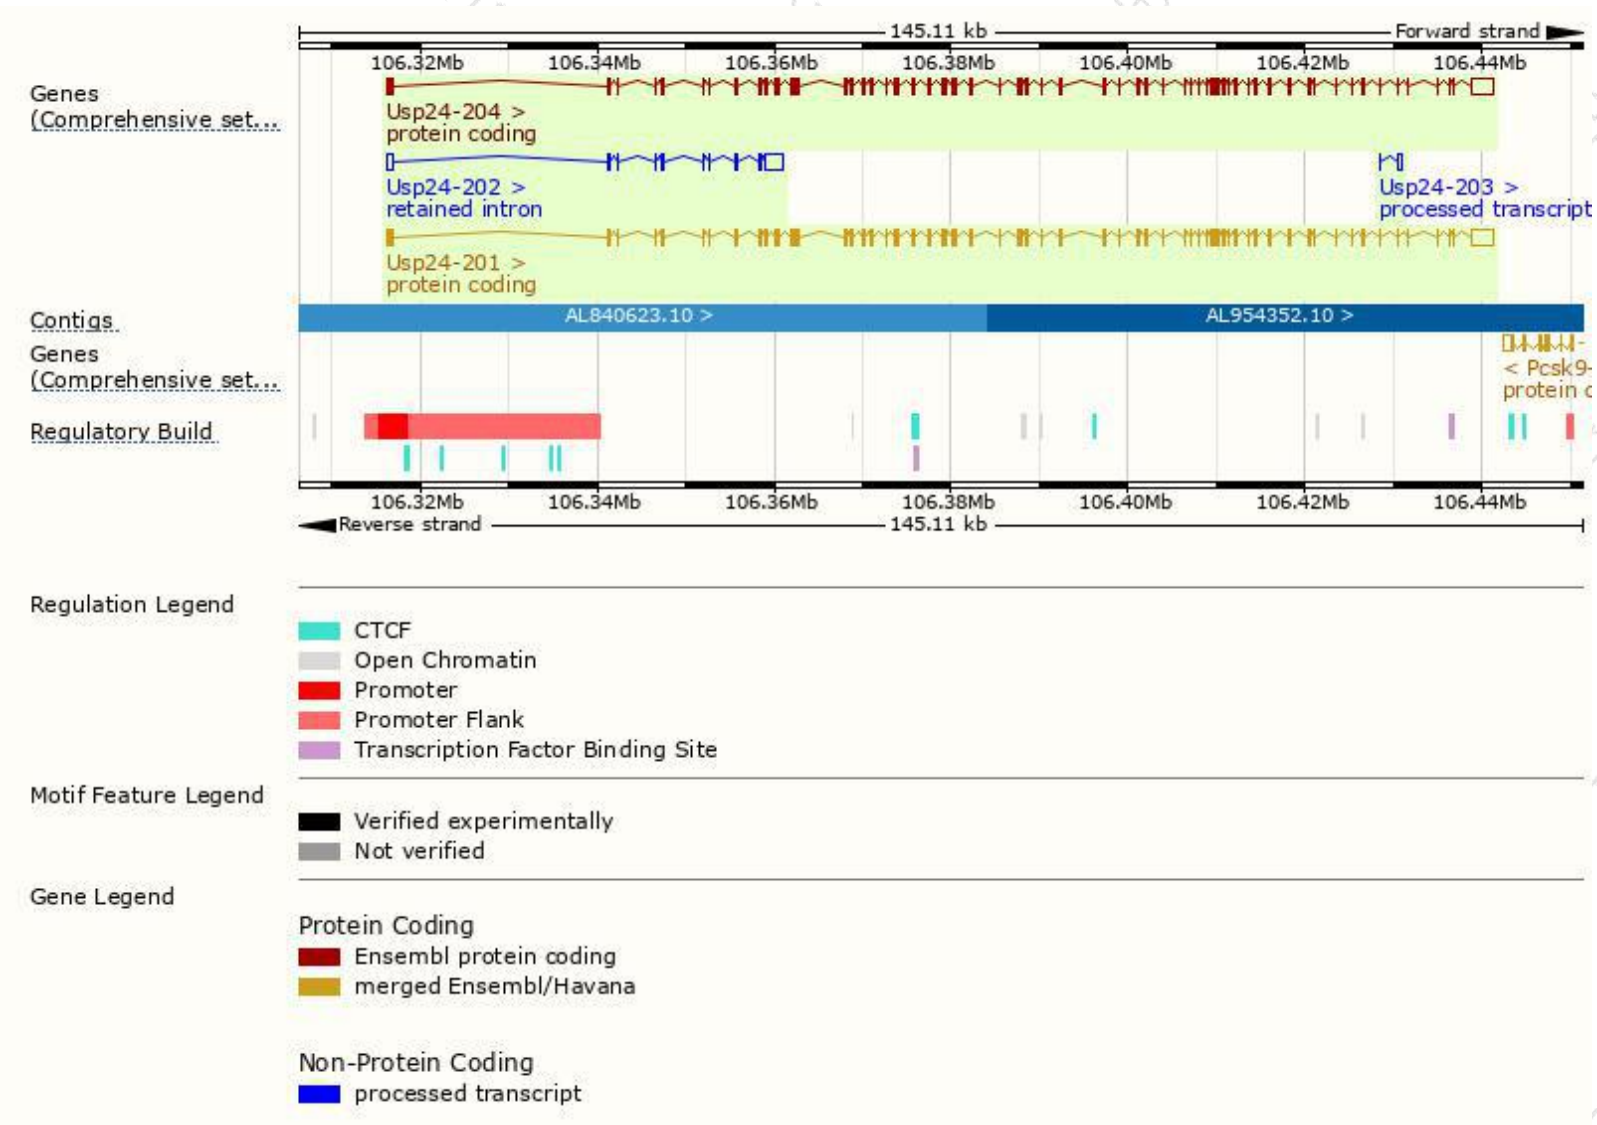 145.11 kb
Forward strand
106.32Mb 106.34Mb 106.36Mb 106.38Mb 106.40Mb 106.42Mb 106.44Mb
Genes
(Comprehensive set...
Usp24-204 >
protein coding
Usp24-202 >
retained intron
Usp24-203 >
processed transcript
Usp24-201 >
protein coding
Contigs
AL840623.10 >
AL954352.10 >
Genes
(Comprehensive set...
< Pcsk9-
protein c
Regulatory Build
106.32Mb 106.34Mb 106.36Mb 106.38Mb 106.40Mb 106.42Mb 106.44Mb
Reverse strand
145.11 kb
Regulation Legend
CTCF
Open Chromatin
Promoter
Promoter Flank
Transcription Factor Binding Site
Motif Feature Legend
Verified experimentally
Not verified
Gene Legend
Protein Coding
Ensembl protein coding
merged Ensembl/Havana
Non-Protein Coding
processed transcript